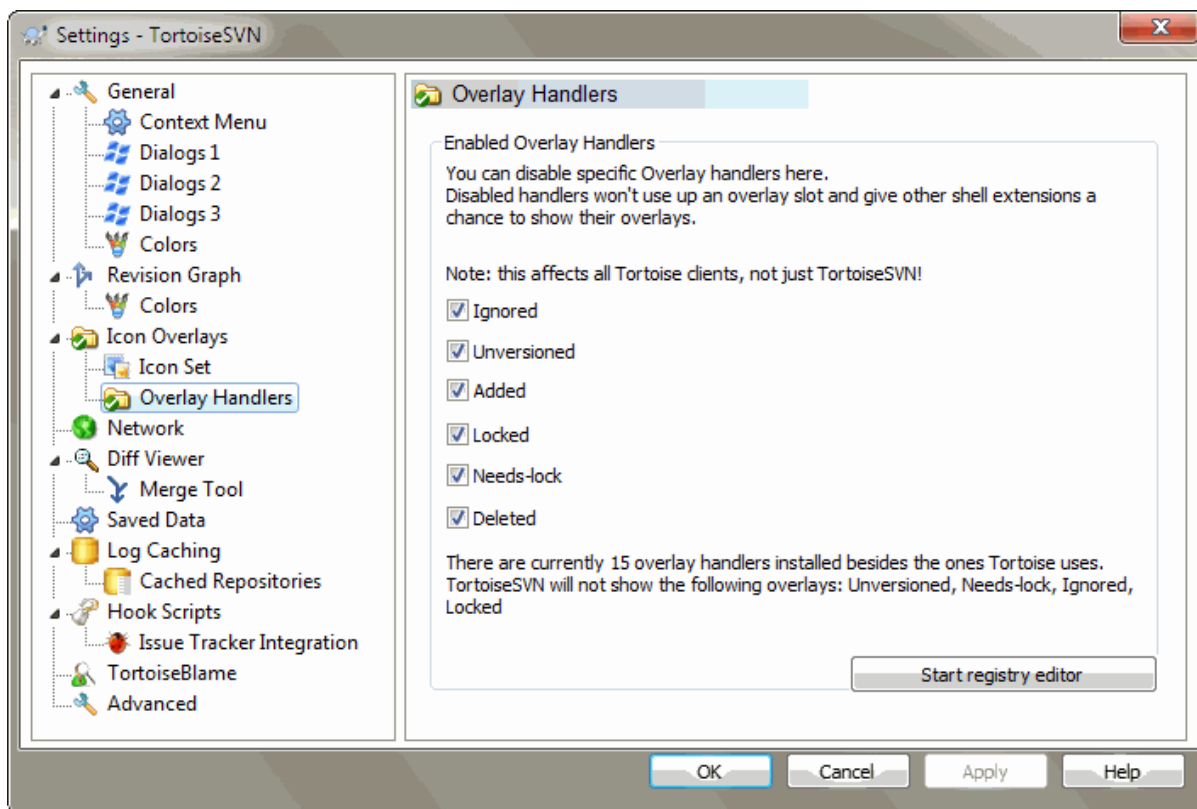 Settings - TortoiseSVN
General
Context Menu
Dialogs 1
Dialogs 2
Dialogs 3
Colors
Revision Graph
Colors
Icon Overlays
Icon Set
Overlay Handlers
Network
Diff Viewer
Merge Tool
Saved Data
Log Caching
Cached Repositories
Hook Scripts
Issue Tracker Integration
TortoiseBlame
Advanced
Overlay Handlers
Enabled Overlay Handlers
You can disable specific Overlay handlers here.
Disabled handlers won't use up an overlay slot and give other shell extensions a
chance to show their overlays.
Note: this affects all Tortoise clients, not just TortoiseSVN!
Ignored
Unversioned
Added
Locked
Needs-lock
Deleted
There are currently 15 overlay handlers installed besides the ones Tortoise uses.
TortoiseSVN will not show the following overlays: Unversioned, Needs-lock, Ignored,
Locked
Start registry editor
OK
Cancel
Apply
Help